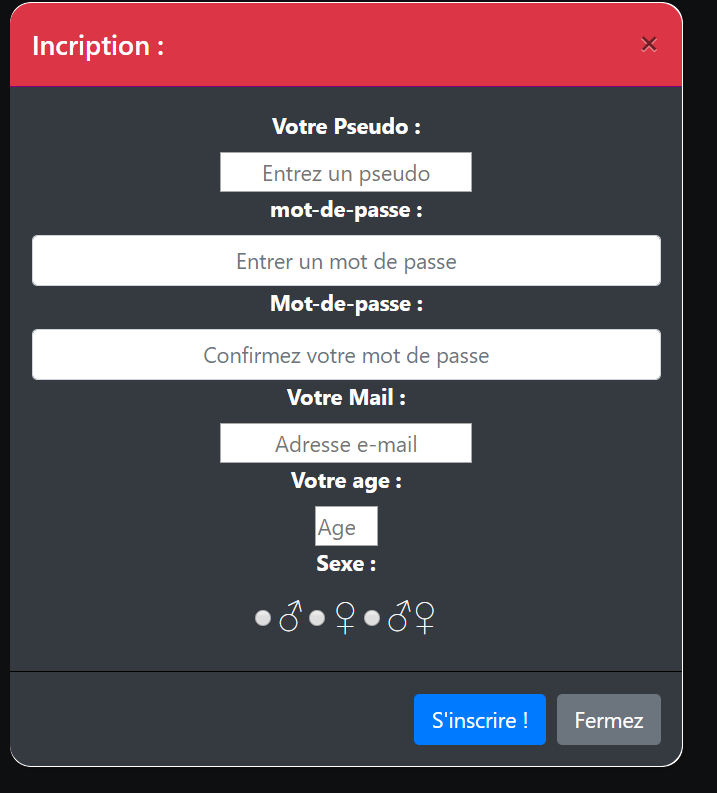 Incription : ×
Votre Pseudo :
Entrez un pseudo
mot-de-passe :
Entrer un mot de passe
Mot-de-passe :
Confirmez votre mot de passe
Votre Mail :
Adresse e-mail
Votre age :
Age
Sexe :
♂ ♀ ♂♀
S'inscrire ! Fermez